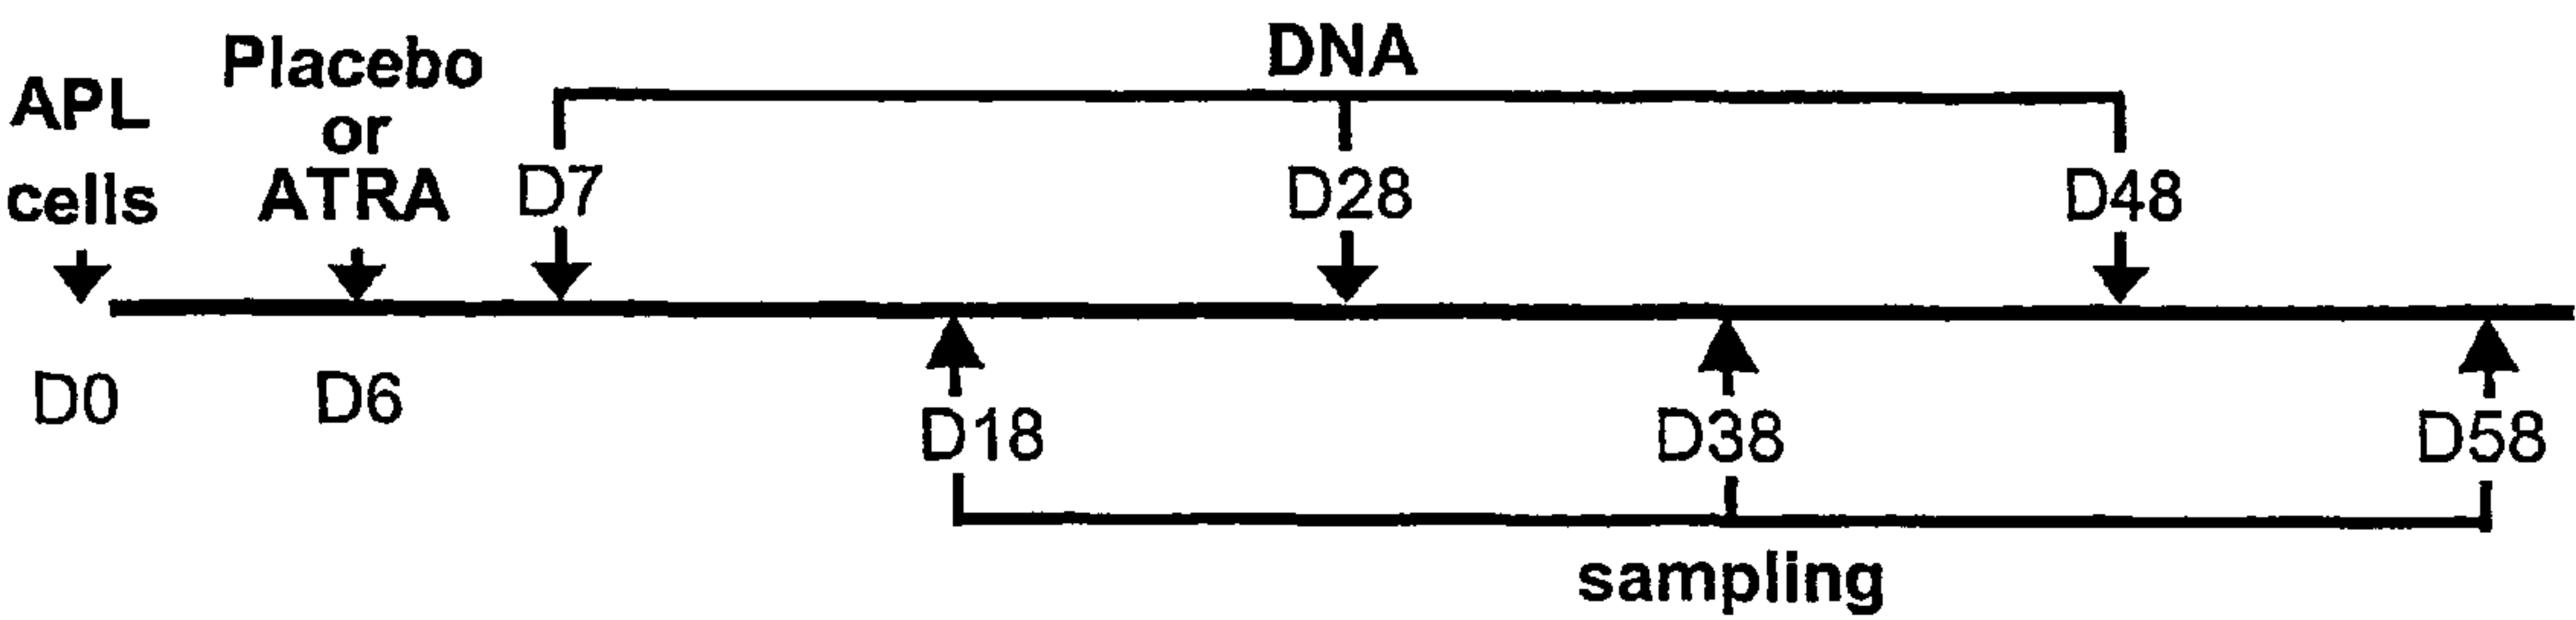 APL
cells
Placebo
or
ATRA
DNA
D7
D28
D48
D0
D6
D18
D38
D58
sampling